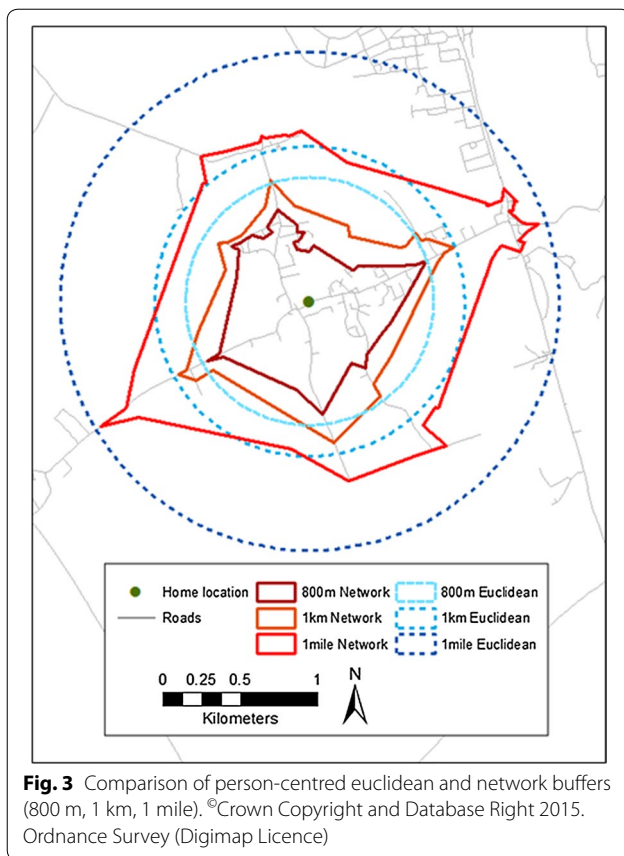 Home location
Roads
800m Network
1km Network
1mile Network
800m Euclidean
1km Euclidean
1mile Euclidean
0 0.25 0.5 1
Kilometers
N
Fig. 3 Comparison of person-centred euclidean and network buffers
(800 m, 1 km, 1 mile). ©Crown Copyright and Database Right 2015.
Ordnance Survey (Digimap Licence)